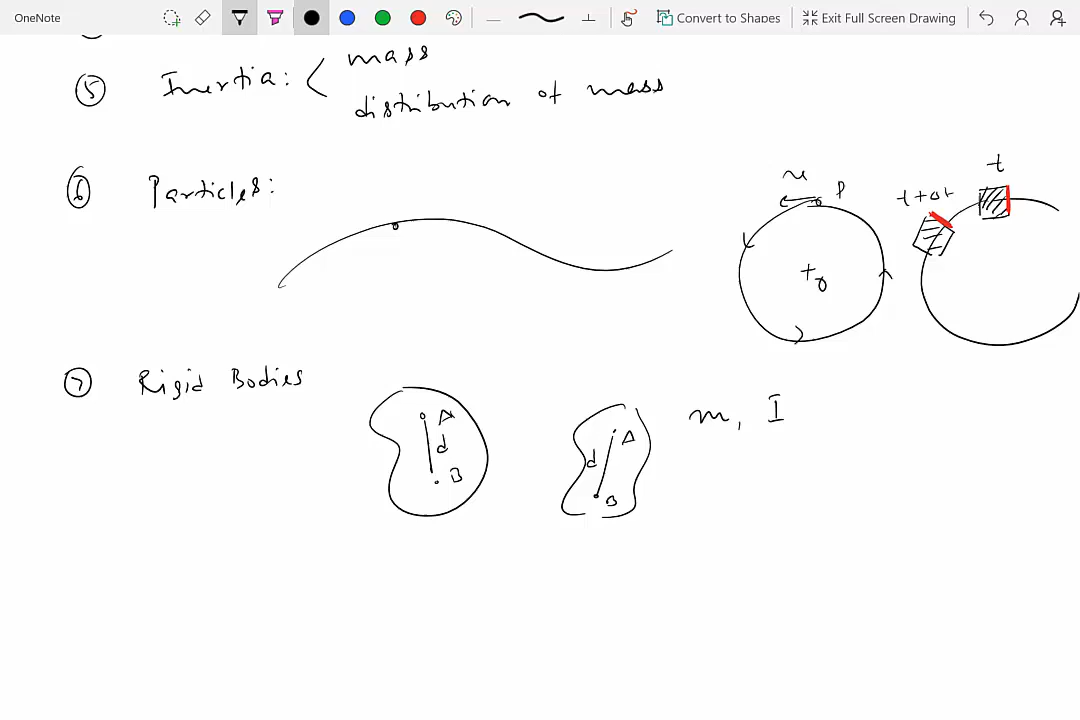 OneNote
Convert to Shapes
Exit Full Screen Drawing
5 Inertia: mass
distribution of mass
6 Particles:
P
t+Δt
t
O
7 Rigid Bodies
A
d
B
A
d
B
m, I